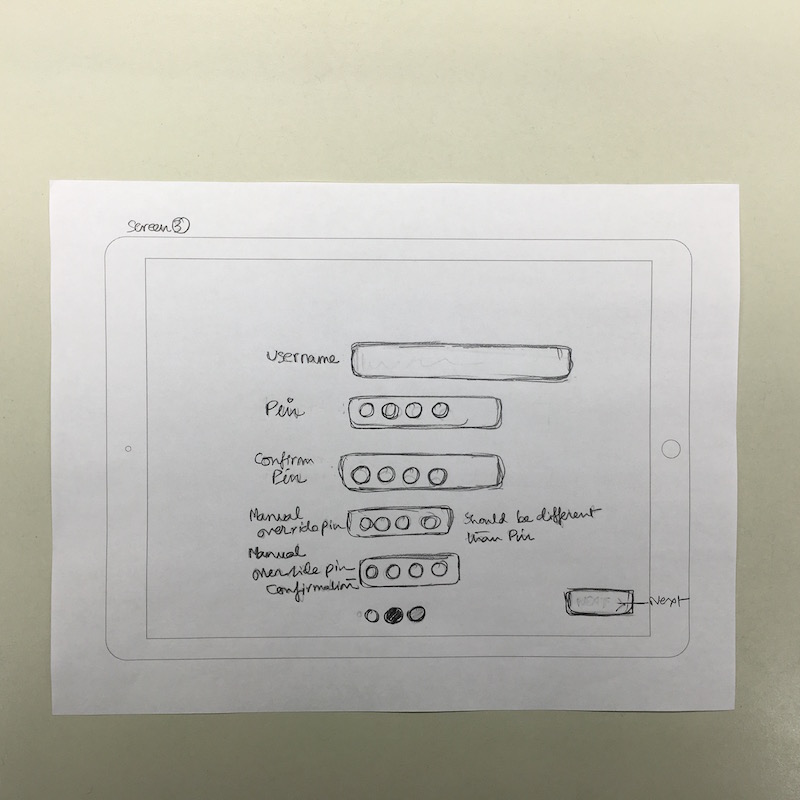 Screen 3
Username
Pin
Confirm
Pin
Manual
override pin
Should be different
than Pin
Manual
override pin
Confirmation
NEXT
Next